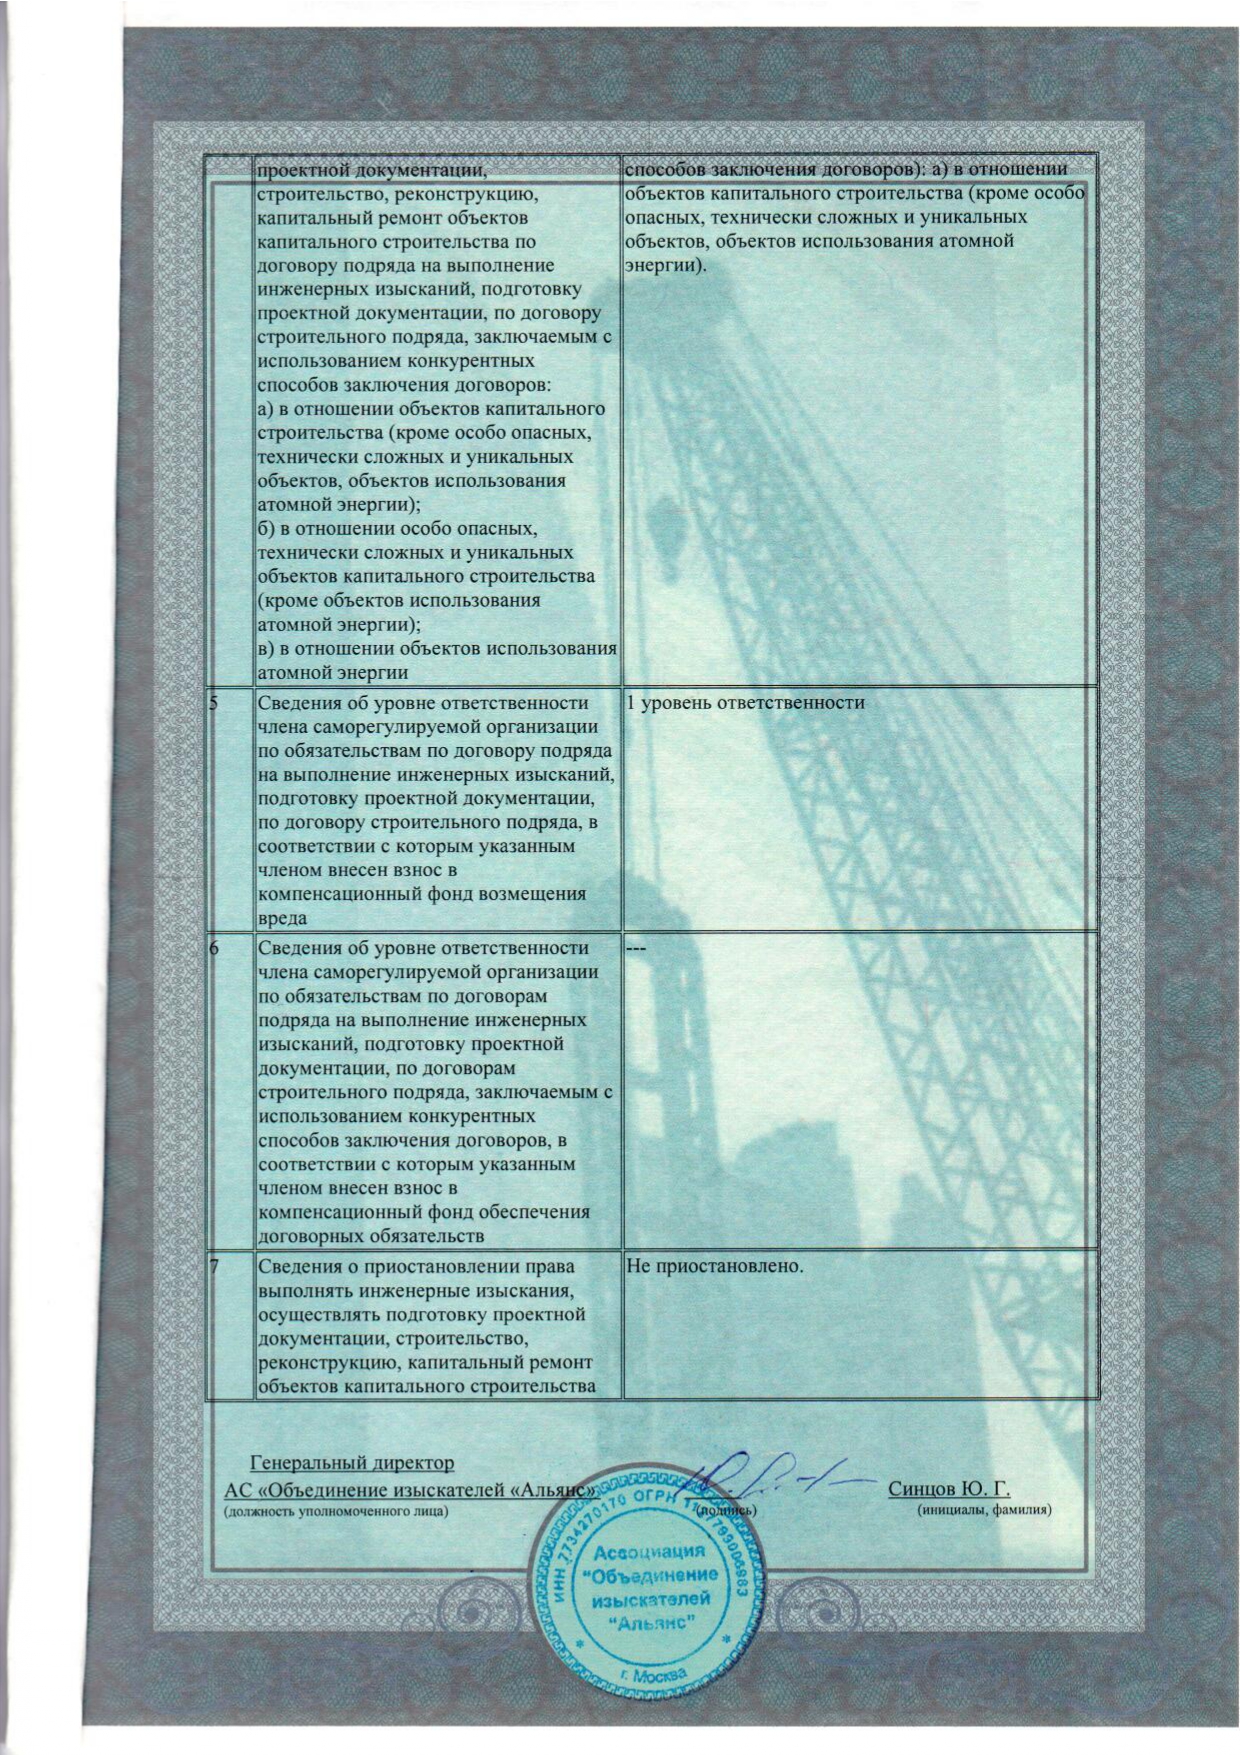 проектной документации,
строительство, реконструкцию,
капитальный ремонт объектов
капитального строительства по
договору подряда на выполнение
инженерных изысканий, подготовку
проектной документации, по договору
строительного подряда, заключаемым с
использованием конкурентных
способов заключения договоров:
а) в отношении объектов капитального
строительства (кроме особо опасных,
технически сложных и уникальных
объектов, объектов использования
атомной энергии);
б) в отношении особо опасных,
технически сложных и уникальных
объектов капитального строительства
(кроме объектов использования
атомной энергии);
в) в отношении объектов использования
атомной энергии
способов заключения договоров): а) в отношении
объектов капитального строительства (кроме особо
опасных, технически сложных и уникальных
объектов, объектов использования атомной
энергии).
5
Сведения об уровне ответственности
члена саморегулируемой организации
по обязательствам по договору подряда
на выполнение инженерных изысканий,
подготовку проектной документации,
по договору строительного подряда, в
соответствии с которым указанным
членом внесен взнос в
компенсационный фонд возмещения
вреда
1 уровень ответственности
6
Сведения об уровне ответственности
члена саморегулируемой организации
по обязательствам по договорам
подряда на выполнение инженерных
изысканий, подготовку проектной
документации, по договорам
строительного подряда, заключаемым с
использованием конкурентных
способов заключения договоров, в
соответствии с которым указанным
членом внесен взнос в
компенсационный фонд обеспечения
договорных обязательств
---
7
Сведения о приостановлении права
выполнять инженерные изыскания,
осуществлять подготовку проектной
документации, строительство,
реконструкцию, капитальный ремонт
объектов капитального строительства
Не приостановлено.
Генеральный директор
АС «Объединение изыскателей «Альянс»
Синцов Ю. Г.
(должность уполномоченного лица)
(подпись)
(инициалы, фамилия)
ИНН 7734270170 ОГРН
Ассоциация
"Объединение
изыскателей
"Альянс"
г. Москва